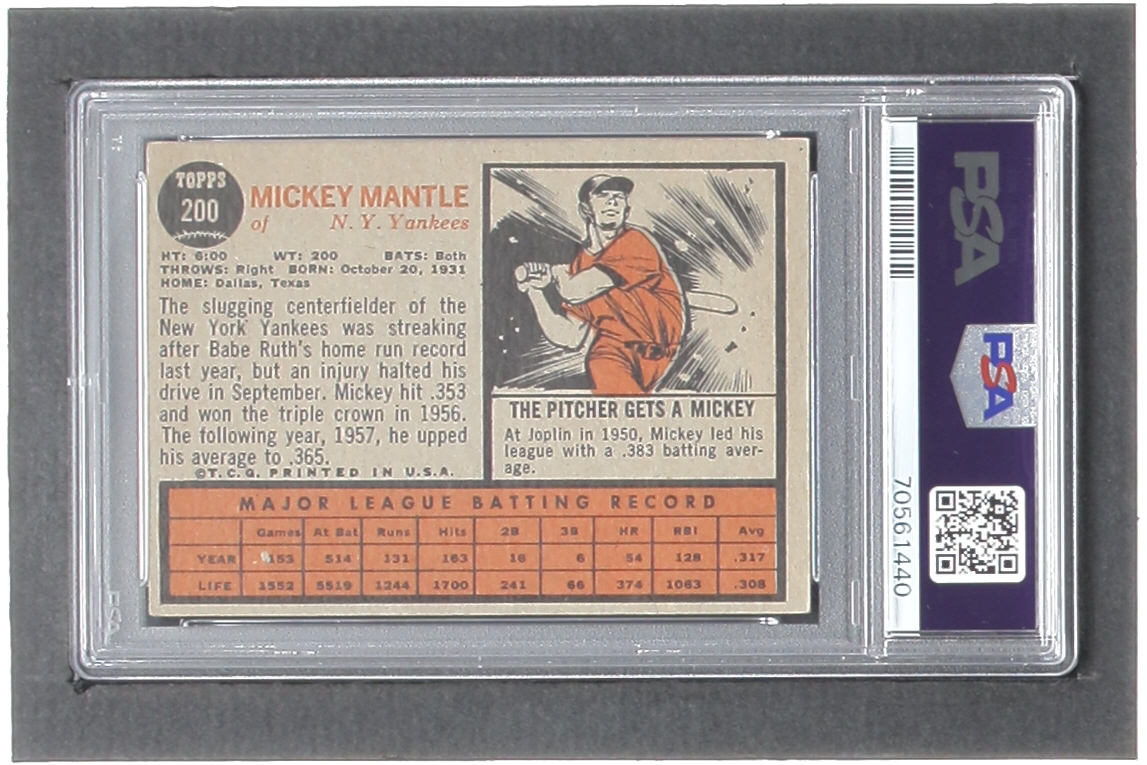 TOPPS
200
MICKEY MANTLE
of N. Y. Yankees
HT: 6:00 WT: 200 BATS: Both
THROWS: Right BORN: October 20, 1931
HOME: Dallas, Texas
The slugging centerfielder of the
New York Yankees was streaking
after Babe Ruth's home run record
last year, but an injury halted his
drive in September. Mickey hit .353
and won the triple crown in 1956.
The following year, 1957, he upped
his average to .365.
©T. C. G. PRINTED IN U.S.A.
THE PITCHER GETS A MICKEY
At Joplin in 1950, Mickey led his
league with a .383 batting aver-
age.
MAJOR LEAGUE BATTING RECORD
Games At Bat Runs Hits 2B 3B HR RBI Avg
YEAR 153 514 131 163 16 6 54 128 .317
LIFE 1552 5519 1244 1700 241 66 374 1063 .308
PSA
PSA
70561440